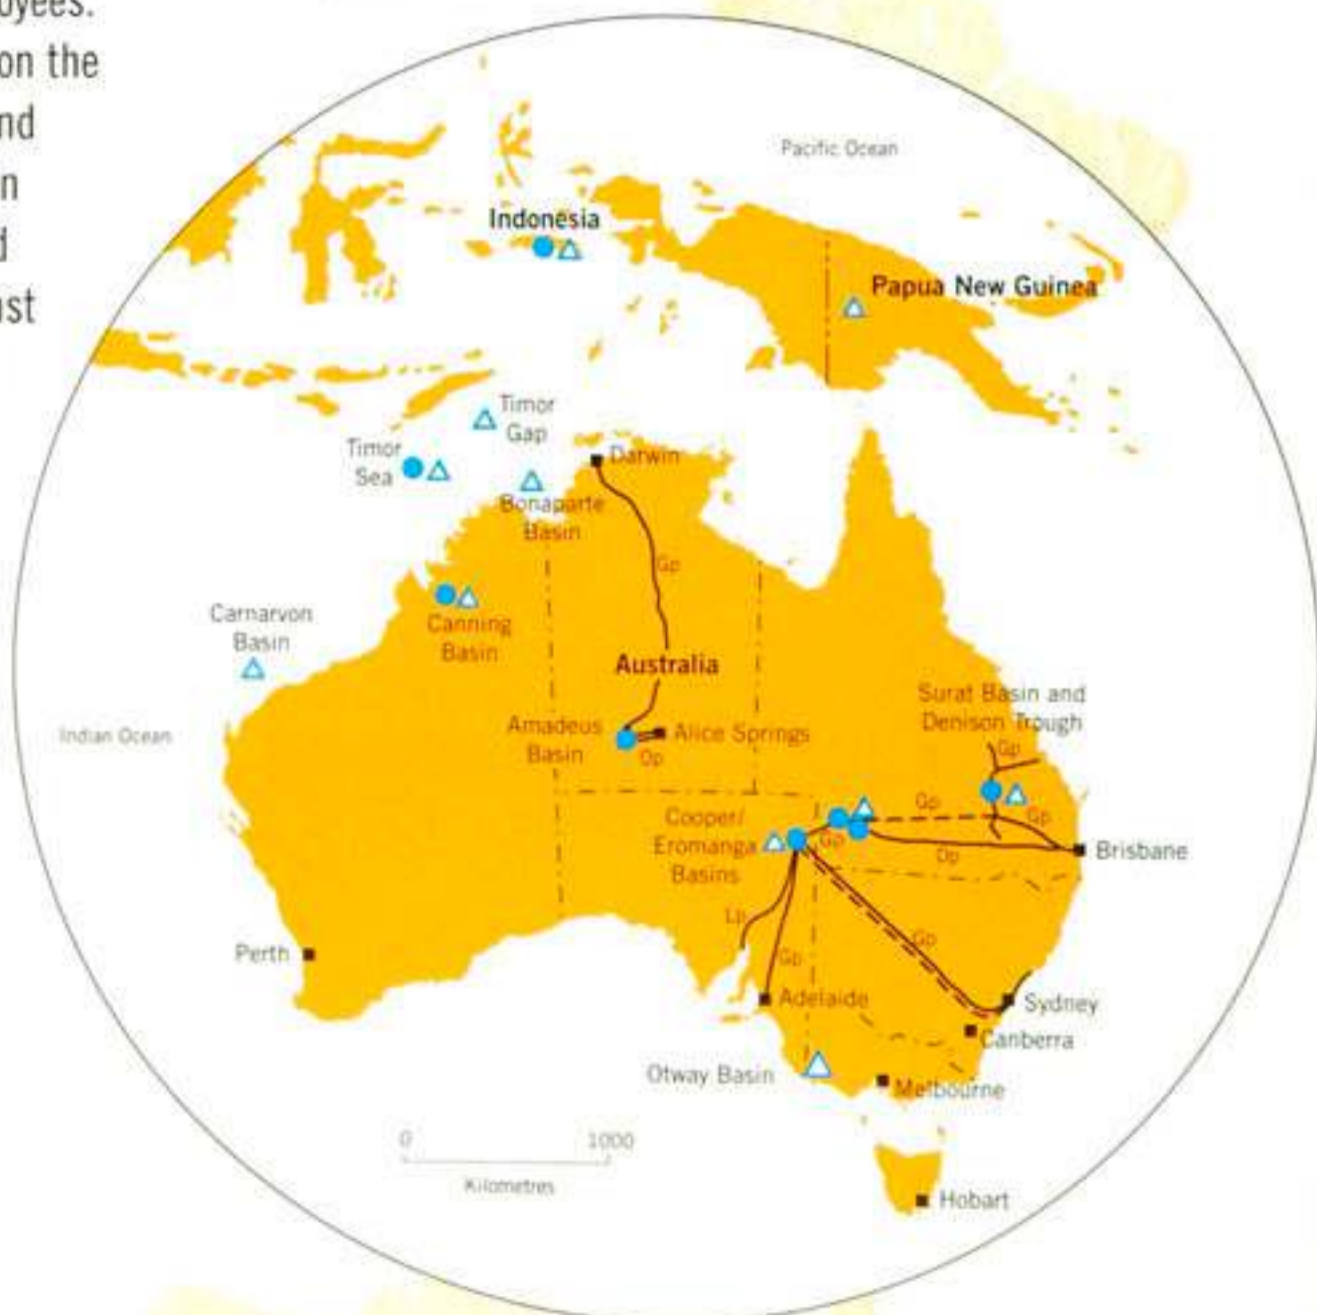 oyees.
on the
nd
n
d
ast
Pacific Ocean
Indonesia
Papua New Guinea
Timor
Gap
Timor
Sea
Darwin
Bonaparte
Basin
Gp
Carnarvon
Basin
Canning
Basin
Australia
Surat Basin and
Denison Trough
Indian Ocean
Amadeus
Basin
Alice Springs
Op
Gp
Cooper/
Eromanga
Basins
Gp
Gp
Gp
Op
Brisbane
Lp
Gp
Gp
Perth
Adelaide
Sydney
Canberra
Otway Basin
Melbourne
0 1000
Kilometres
Hobart